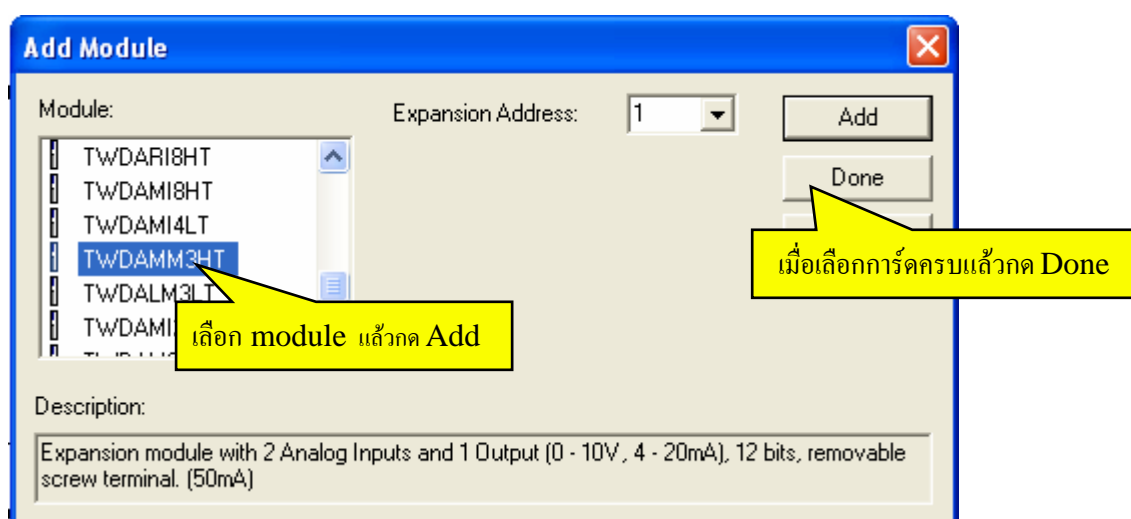 Add Module
Module:
Expansion Address:
1
Add
TWDARI8HT
TWDAMI8HT
Done
TWDAMI4LT
TWDAMM3HT
เมื่อเลือกการ์ดครบแล้วกด Done
TWDALM3LT
TWDAMI
เลือก module แล้วกด Add
Description:
Expansion module with 2 Analog Inputs and 1 Output (0 - 10V, 4 - 20mA), 12 bits, removable
screw terminal. (50mA)